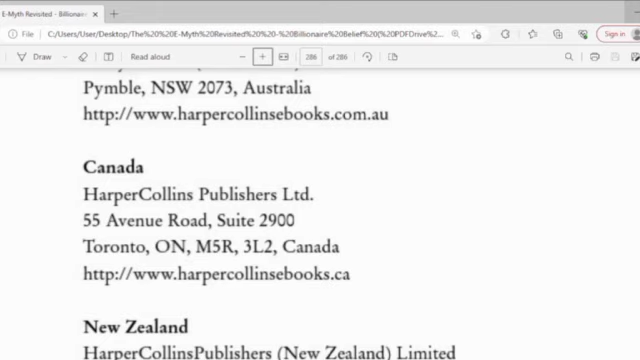 E-Myth Revisited - Billionaire
File
C:/Users/User/Desktop/The%20%20E-Myth%20Revisited%20%20-%20Billionaire%20Belief%20(%20PDFDrive%2...
Sign in
Draw
Read aloud
286 of 286
Pymble, NSW 2073, Australia
http://www.harpercollinsebooks.com.au
Canada
HarperCollins Publishers Ltd.
55 Avenue Road, Suite 2900
Toronto, ON, M5R, 3L2, Canada
http://www.harpercollinsebooks.ca
New Zealand
HarperCollinsPublishers (New Zealand) Limited